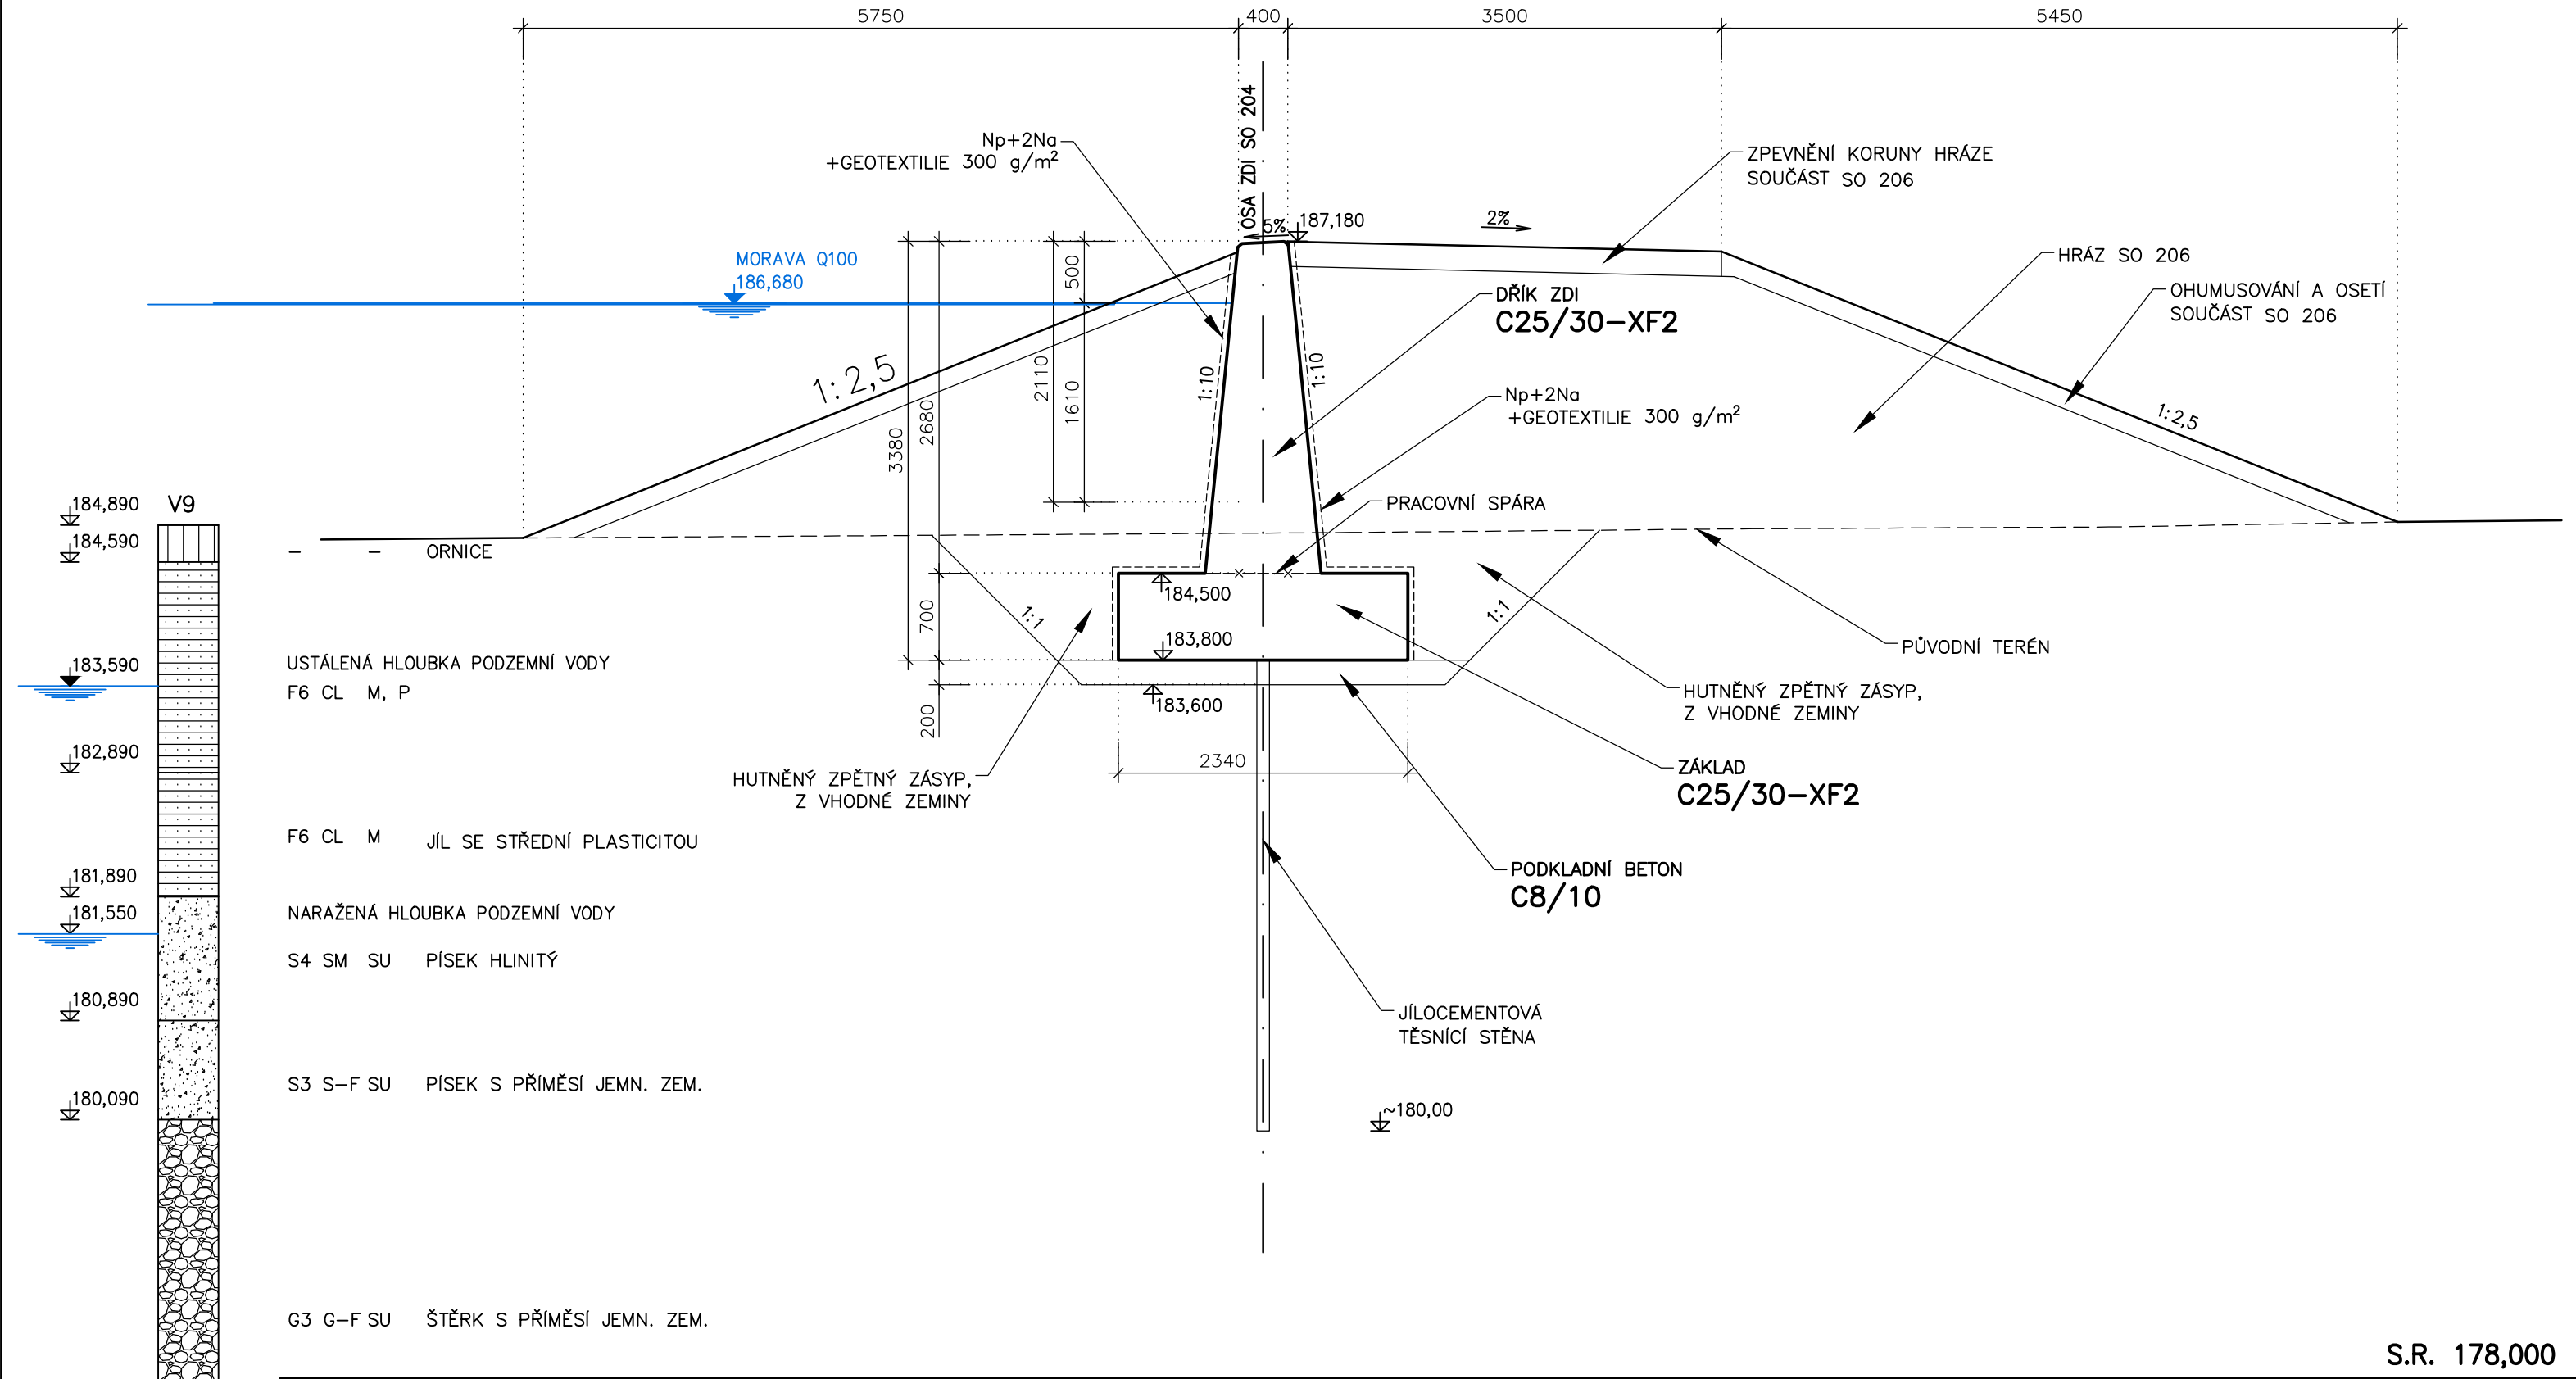 5750
400
3500
5450
OSA ZDI SO 204
Np+2Na
+GEOTEXTILIE 300 g/m²
ZPEVNĚNÍ KORUNY HRÁZE
SOUČÁST SO 206
5%
187,180
2%
MORAVA Q100
186,680
HRÁZ SO 206
OHUMUSOVÁNÍ A OSETÍ
SOUČÁST SO 206
DŘÍK ZDI
C25/30-XF2
500
2110
1610
2680
3380
1:2,5
1:10
1:10
Np+2Na
+GEOTEXTILIE 300 g/m²
1:2,5
PRACOVNÍ SPÁRA
184,890
V9
184,590
- - ORNICE
184,500
700
1:1
1:1
183,800
PŮVODNÍ TERÉN
183,590
USTÁLENÁ HLOUBKA PODZEMNÍ VODY
F6 CL M, P
183,600
200
HUTNĚNÝ ZPĚTNÝ ZÁSYP,
Z VHODNÉ ZEMINY
182,890
2340
HUTNĚNÝ ZPĚTNÝ ZÁSYP,
Z VHODNÉ ZEMINY
ZÁKLAD
C25/30-XF2
F6 CL M JÍL SE STŘEDNÍ PLASTICITOU
181,890
PODKLADNÍ BETON
C8/10
181,550
NARAŽENÁ HLOUBKA PODZEMNÍ VODY
S4 SM SU PÍSEK HLINITÝ
180,890
JÍLOCEMENTOVÁ
TĚSNÍCÍ STĚNA
S3 S-F SU PÍSEK S PŘÍMĚSÍ JEMN. ZEM.
180,090
~180,00
G3 G-F SU ŠTĚRK S PŘÍMĚSÍ JEMN. ZEM.
S.R. 178,000